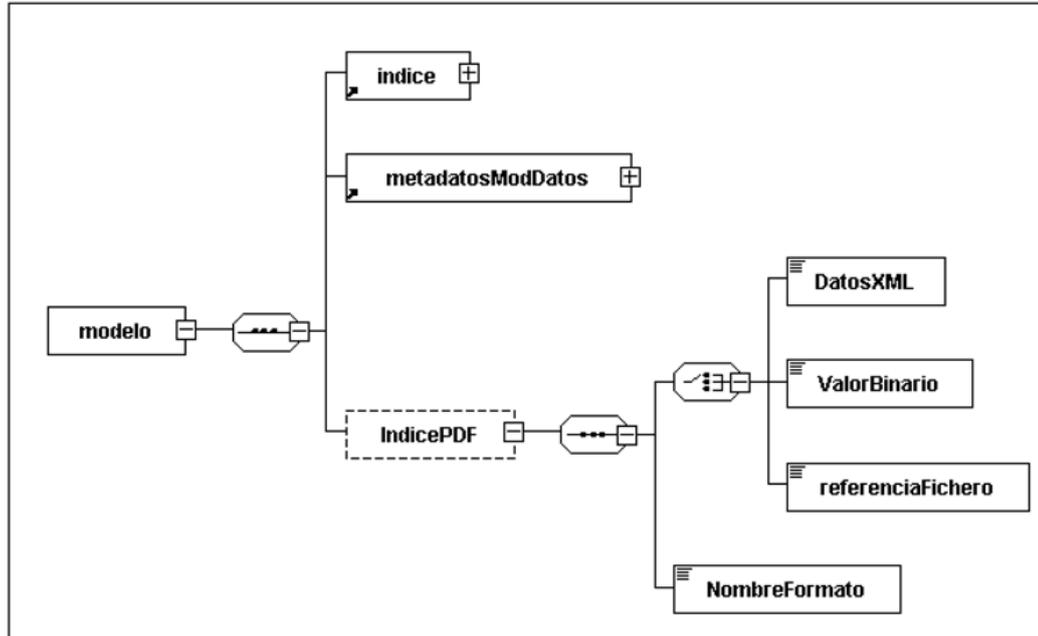 indice
metadatosModDatos
DatosXML
modelo
ValorBinario
IndicePDF
referenciaFichero
NombreFormato